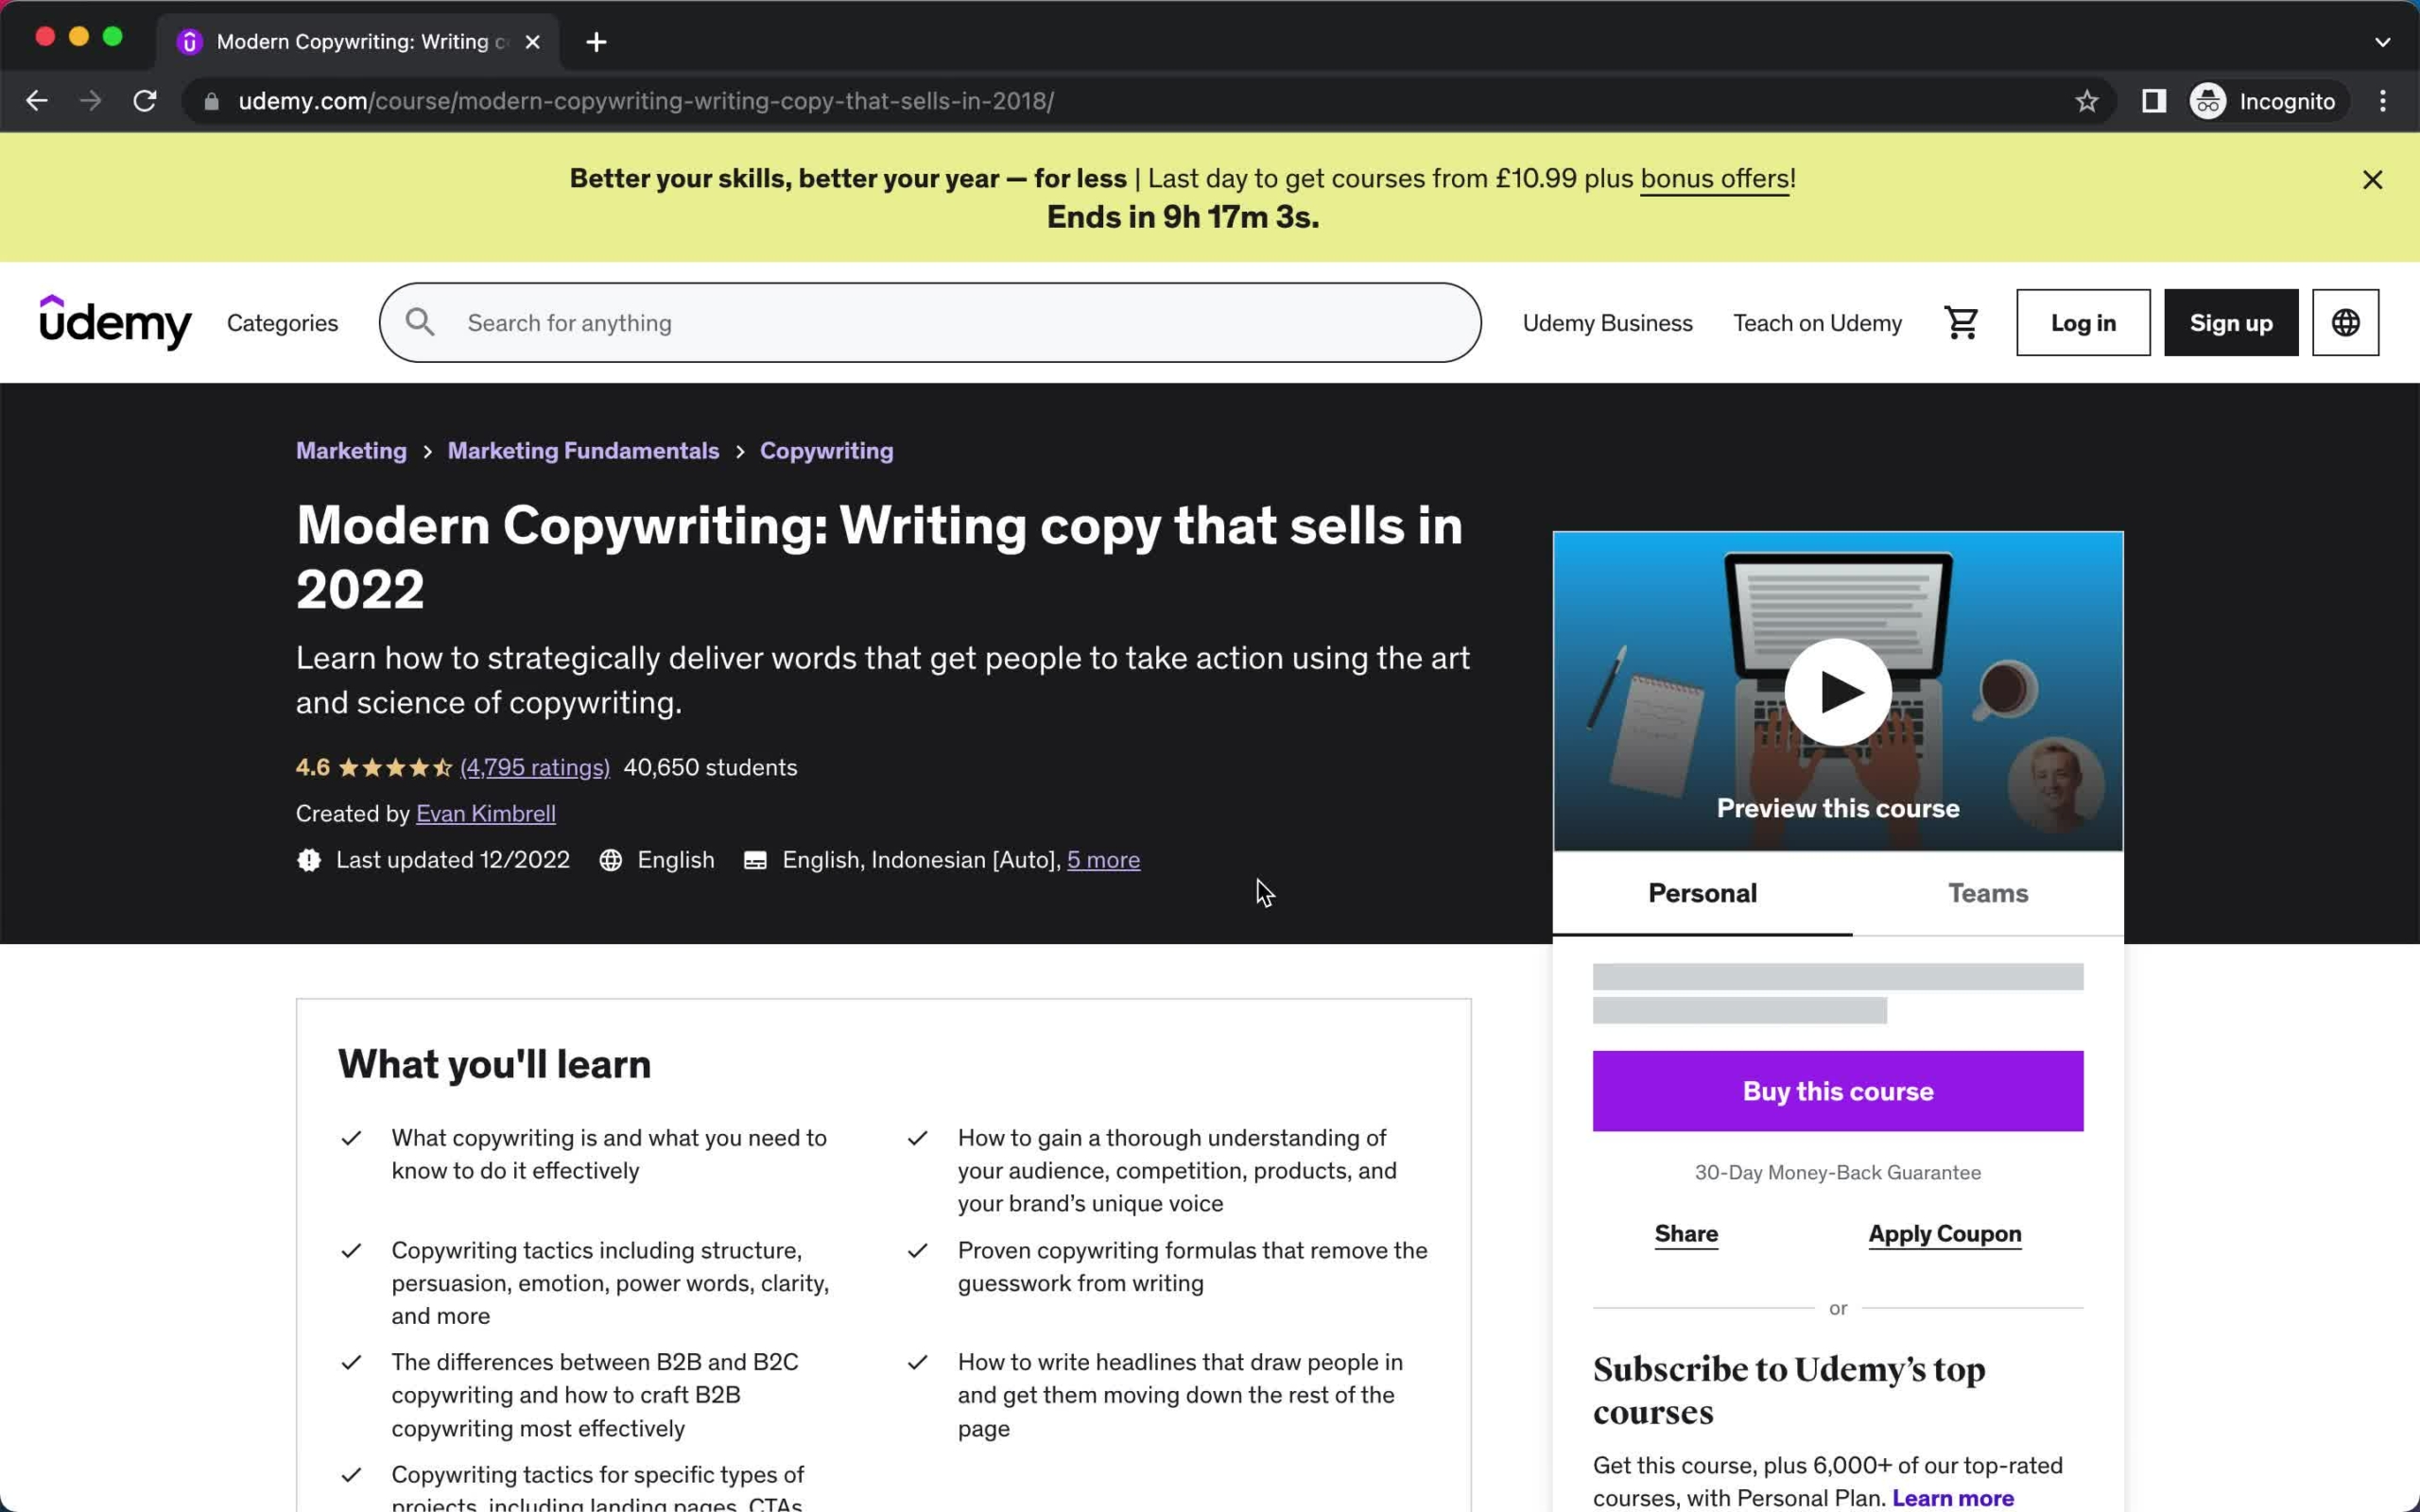 Modern Copywriting: Writing c
udemy.com/course/modern-copywriting-writing-copy-that-sells-in-2018/
Incognito
Better your skills, better your year — for less | Last day to get courses from £10.99 plus bonus offers!
Ends in 9h 17m 3s.
udemy
Categories
Search for anything
Udemy Business
Teach on Udemy
Log in
Sign up
Marketing > Marketing Fundamentals > Copywriting
Modern Copywriting: Writing copy that sells in
2022
Learn how to strategically deliver words that get people to take action using the art
and science of copywriting.
4.6 (4,795 ratings) 40,650 students
Created by Evan Kimbrell
Last updated 12/2022 English English, Indonesian [Auto], 5 more
Preview this course
Personal
Teams
Buy this course
30-Day Money-Back Guarantee
Share
Apply Coupon
or
Subscribe to Udemy’s top
courses
Get this course, plus 6,000+ of our top-rated
courses, with Personal Plan. Learn more
What you'll learn
What copywriting is and what you need to
know to do it effectively
How to gain a thorough understanding of
your audience, competition, products, and
your brand’s unique voice
Copywriting tactics including structure,
persuasion, emotion, power words, clarity,
and more
Proven copywriting formulas that remove the
guesswork from writing
The differences between B2B and B2C
copywriting and how to craft B2B
copywriting most effectively
How to write headlines that draw people in
and get them moving down the rest of the
page
Copywriting tactics for specific types of
projects, including landing pages, CTAs,